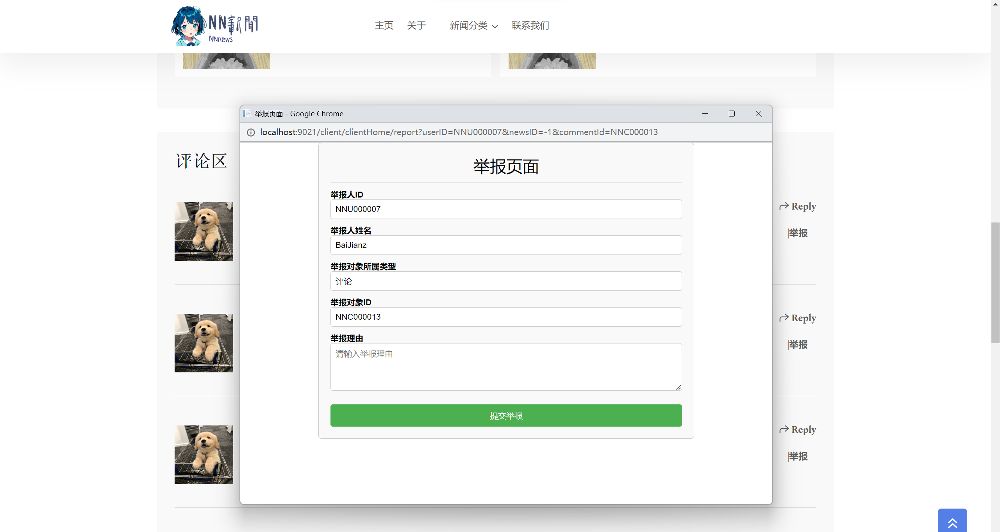 NN新聞
NNnews
主页 关于 新闻分类 联系我们
举报页面 - Google Chrome
localhost:9021/client/clientHome/report?userID=NNU000007&newsID=-1&commentId=NNC000013
举报页面
举报人ID
NNU000007
举报人姓名
BaiJianz
举报对象所属类型
评论
举报对象ID
NNC000013
举报理由
请输入举报理由
提交举报
评论区
Reply
|举报
Reply
|举报
Reply
|举报